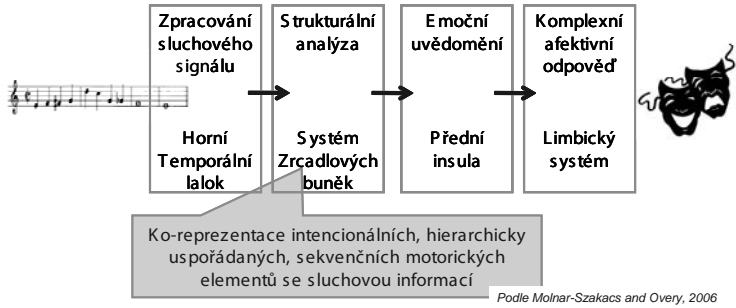 Zpracování
sluchového
signálu
Horní
Temporální
lalok
Strukturální
analýza
Systém
Zrcadlových
buněk
Emoční
uvědomění
Přední
insula
Komplexní
afektivní
odpověď
Limbický
systém
Ko-reprezentace intencionálních, hierarchicky
uspořádaných, sekvenčních motorických
elementů se sluchovou informací
Podle Molnar-Szakacs and Overy, 2006